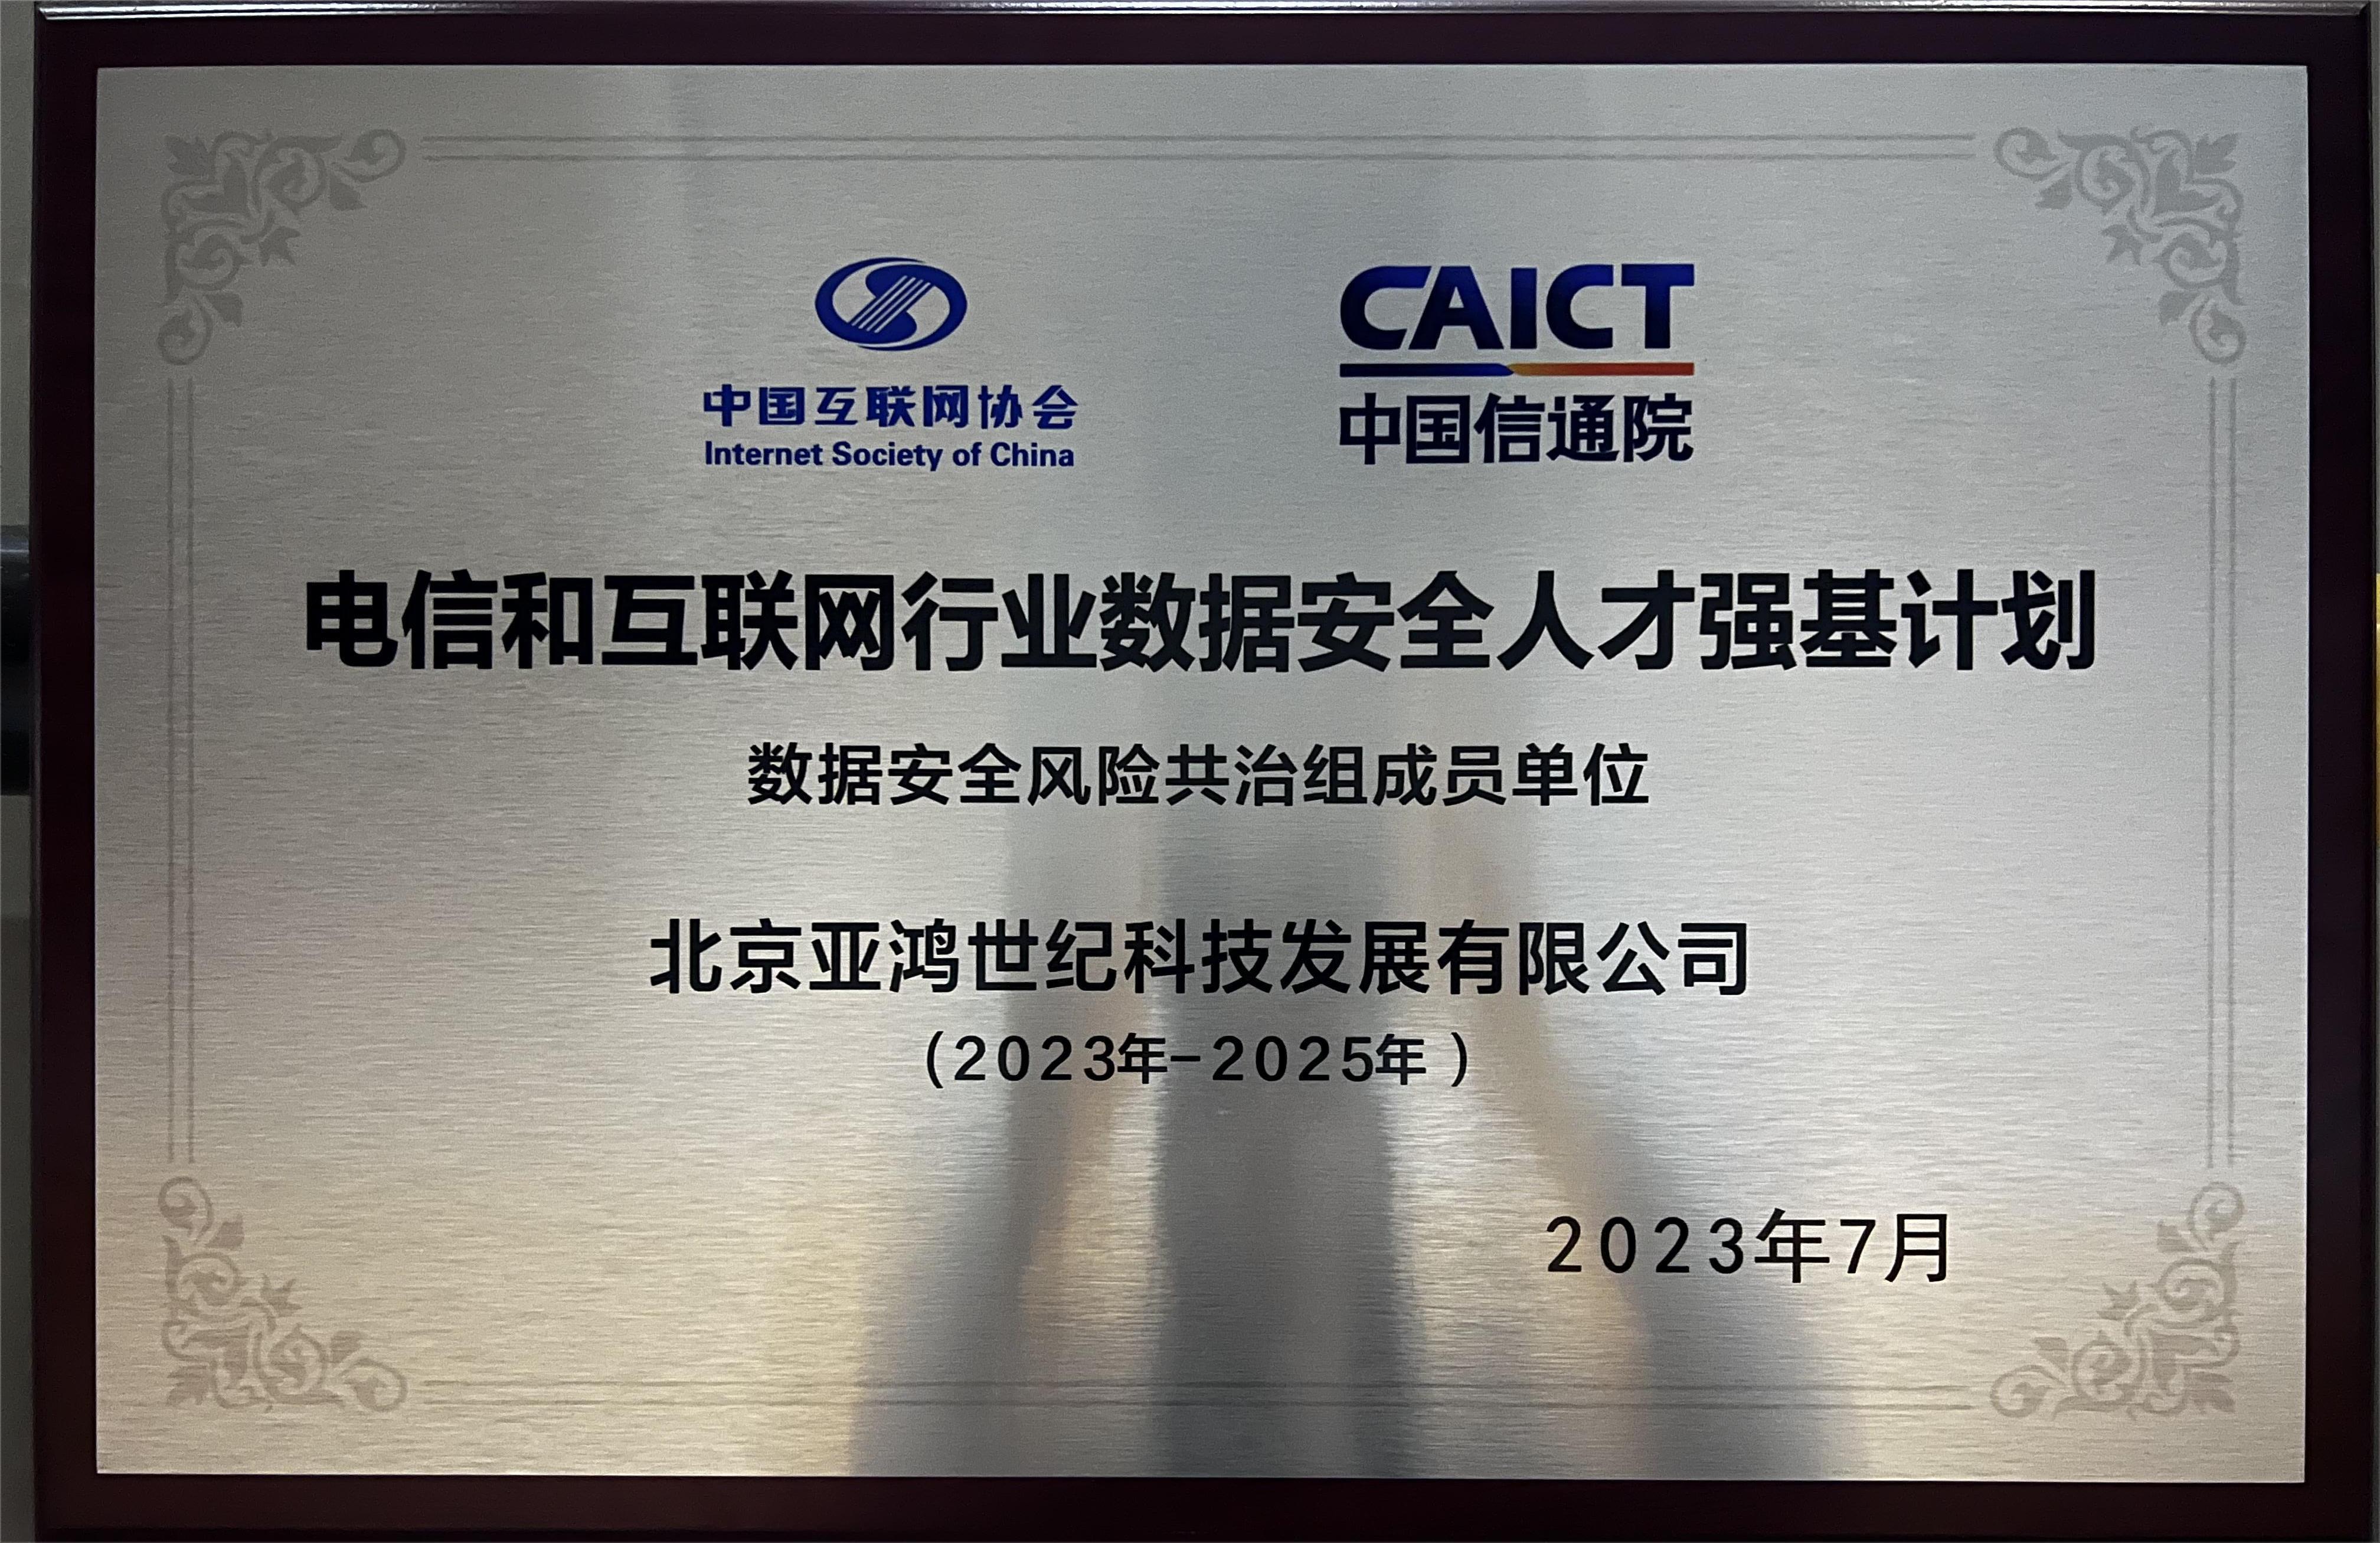 中国互联网协会
Internet Society of China
CAICT
中国信通院
电信和互联网行业数据安全人才强基计划
数据安全风险共治组成员单位
北京亚鸿世纪科技发展有限公司
(2023年-2025年)
2023年7月